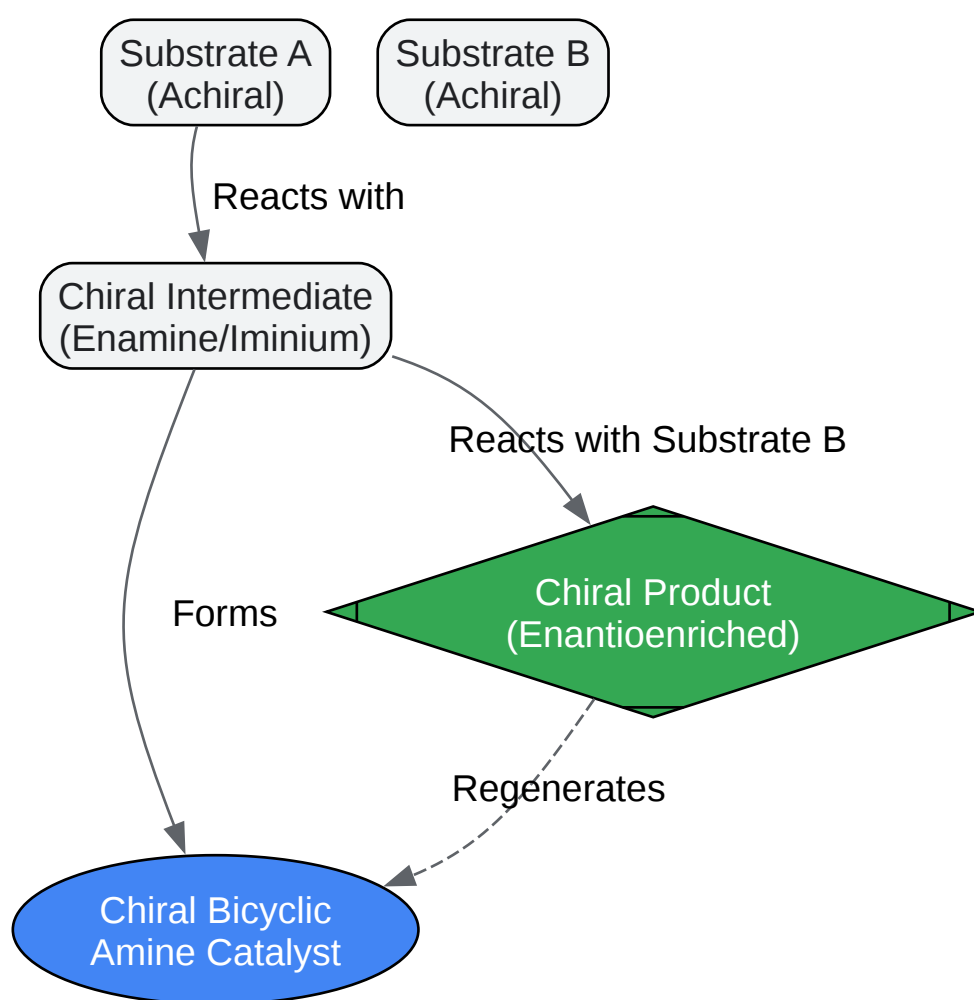 Substrate A
(Achiral)
Substrate B
(Achiral)
Reacts with
Chiral Intermediate
(Enamine/Iminium)
Reacts with Substrate B
Chiral Product
(Enantioenriched)
Forms
Regenerates
Chiral Bicyclic
Amine Catalyst